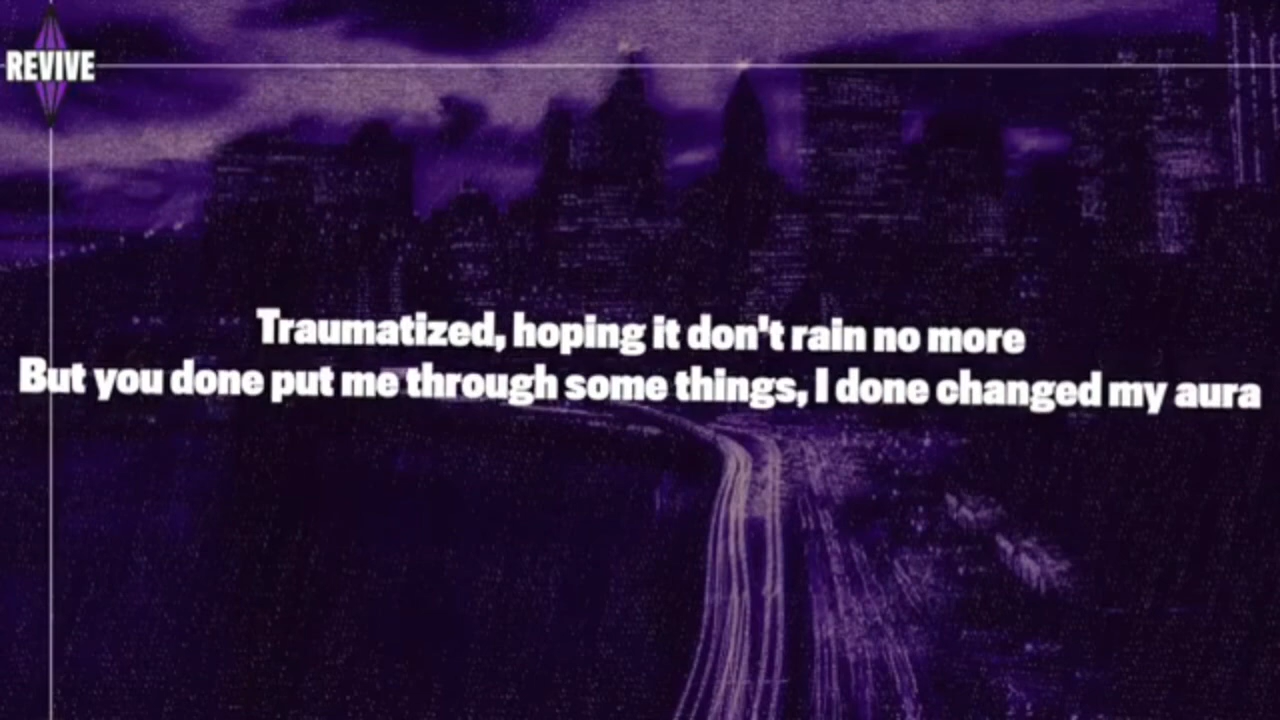 REVIVE
Traumatized, hoping it don't rain no more
But you done put me through some things, I done changed my aura